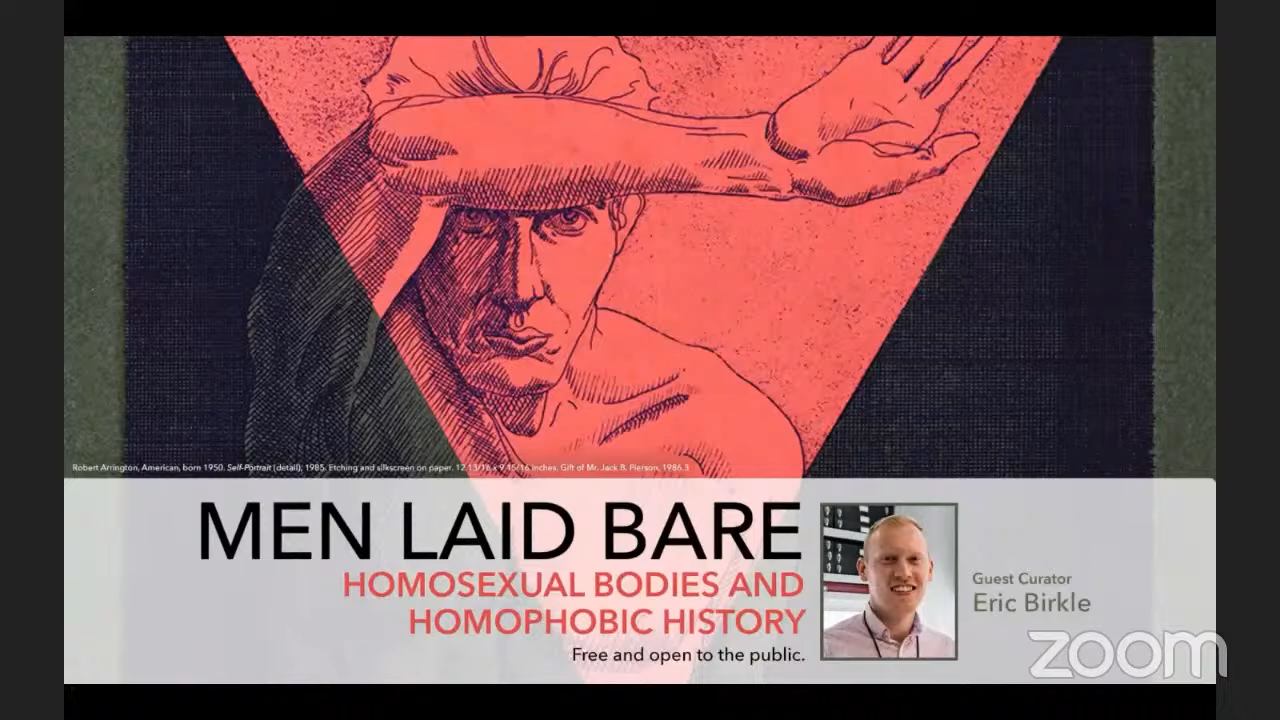 Robert Arrington, American, born 1950. Self-Portrait (detail), 1985. Etching and silkscreen on paper. 12 13/16 x 9 15/16 inches. Gift of Mr. Jack B. Pierson, 1986.3
MEN LAID BARE
HOMOSEXUAL BODIES AND
HOMOPHOBIC HISTORY
Free and open to the public.
Guest Curator
Eric Birkle
zoom